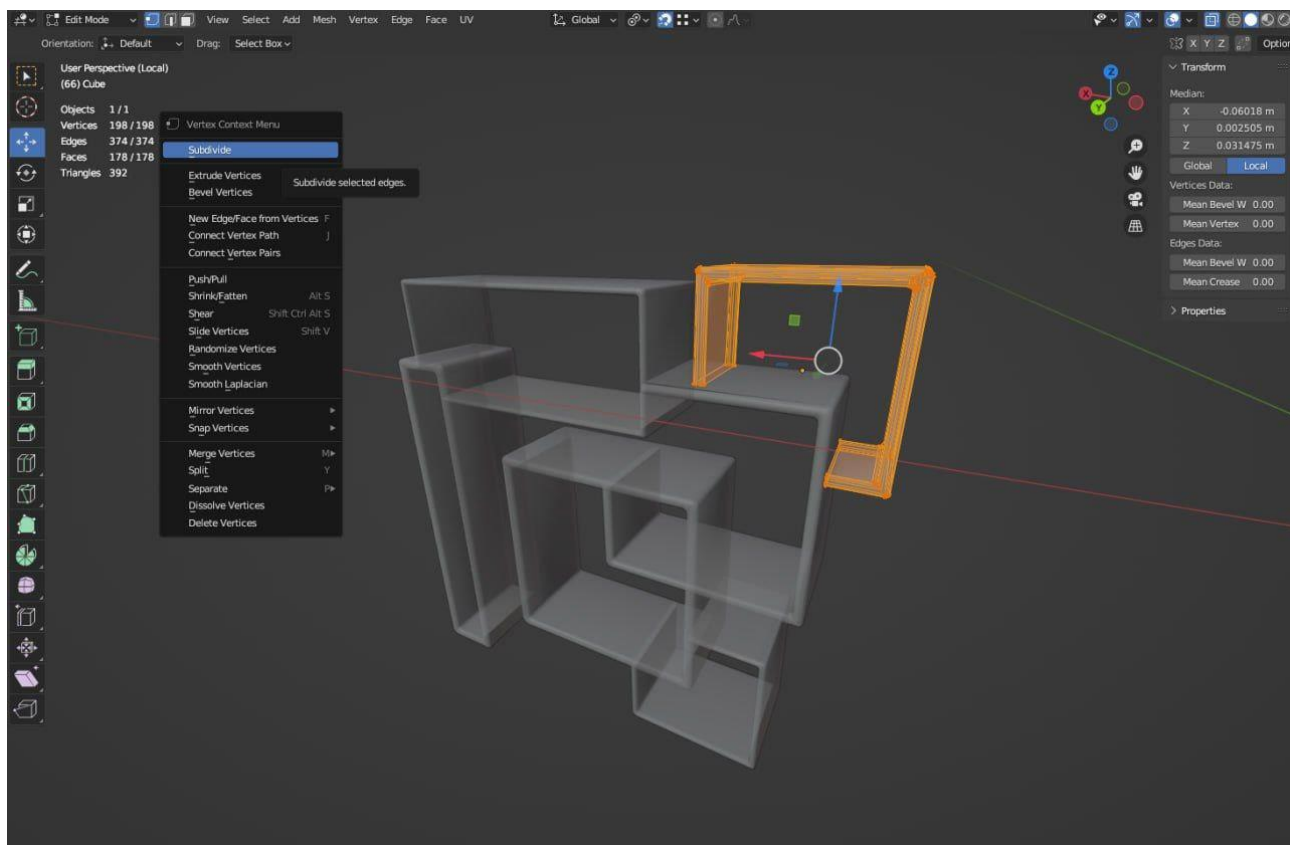 Edit Mode View Select Add Mesh Vertex Edge Face UV Global
Orientation: Default Drag: Select Box X Y Z Option
User Perspective (Local)
(66) Cube
Objects 1/1
Vertices 198/198
Edges 374/374
Faces 178/178
Triangles 392
Vertex Context Menu
Subdivide
Subdivide selected edges.
Extrude Vertices
Bevel Vertices
New Edge/Face from Vertices F
Connect Vertex Path J
Connect Vertex Pairs
Push/Pull
Shrink/Fatten Alt S
Shear Shift Ctrl Alt S
Slide Vertices Shift V
Randomize Vertices
Smooth Vertices
Smooth Laplacian
Mirror Vertices
Snap Vertices
Merge Vertices M
Split Y
Separate P
Dissolve Vertices
Delete Vertices
Z
X
Y
Transform
Median:
X -0.06018 m
Y 0.002505 m
Z 0.031475 m
Global Local
Vertices Data:
Mean Bevel W 0.00
Mean Vertex 0.00
Edges Data:
Mean Bevel W 0.00
Mean Crease 0.00
Properties